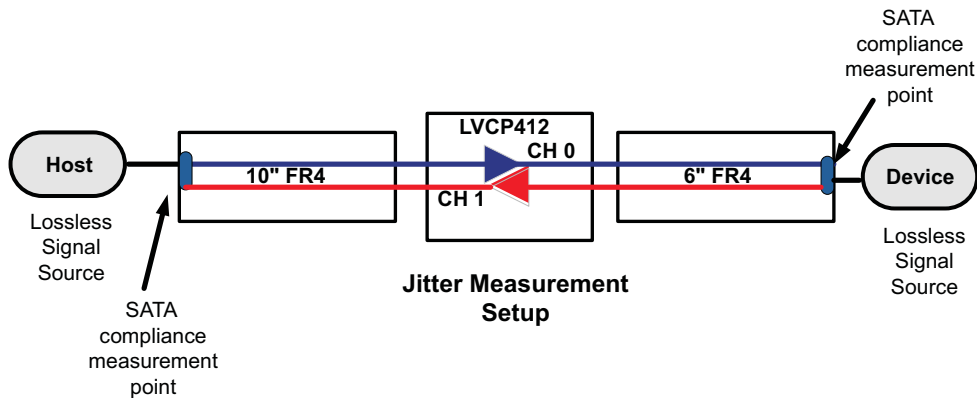 SATA
compliance
measurement
point
LVCP412
CH 0
Host
10" FR4
6" FR4
Device
CH 1
Lossless
Signal
Source
Lossless
Signal
Source
Jitter Measurement
Setup
SATA
compliance
measurement
point